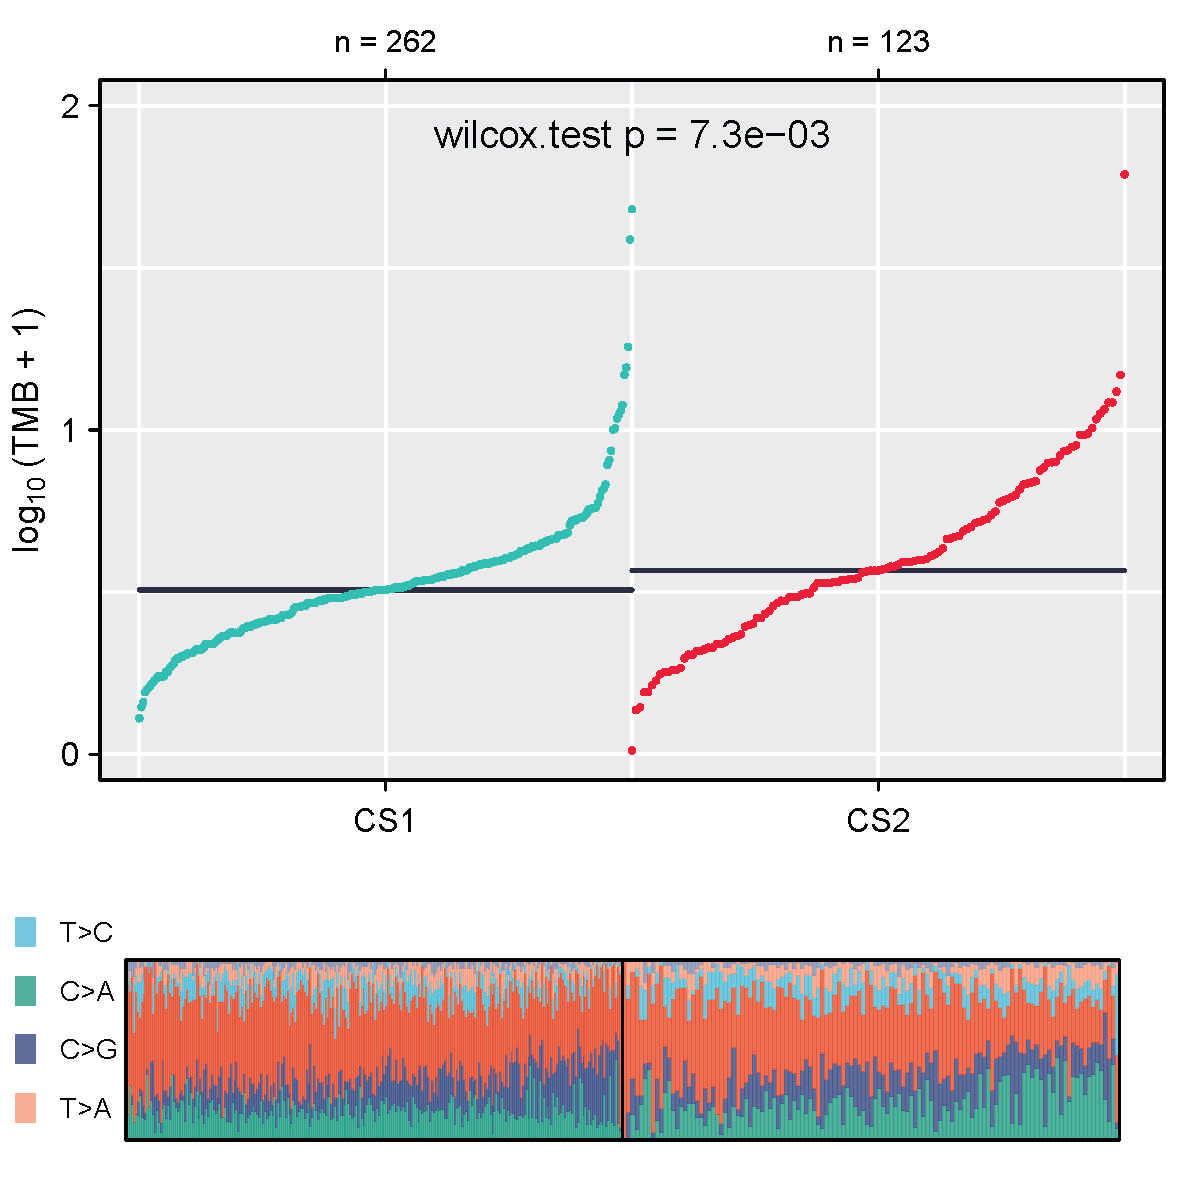 n = 262 n = 123
wilcox.test p = 7.3e−03
2
1
0
log₁₀ (TMB + 1)
CS1 CS2
T>C
C>A
C>G
T>A